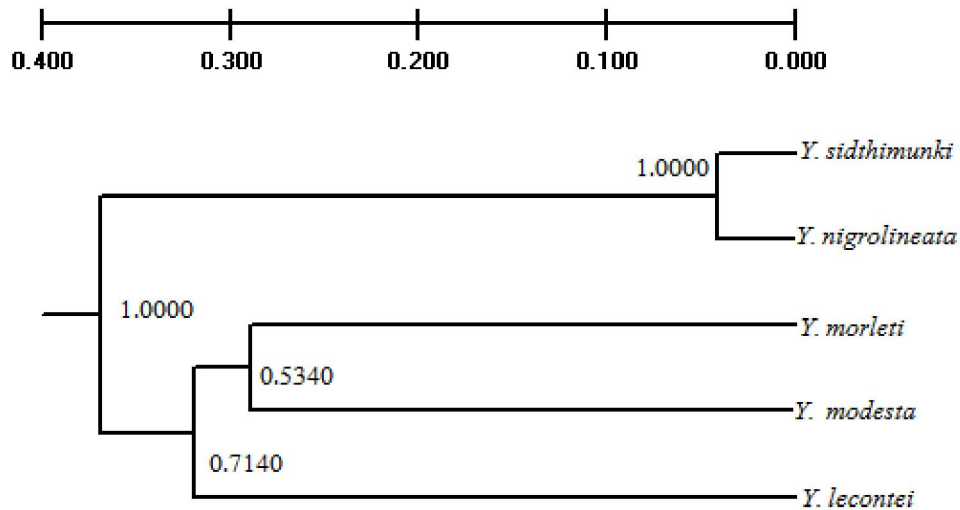 0.400 0.300 0.200 0.100 0.000
Y. sidthimunki
1.0000
Y. nigrolineata
1.0000
Y. morleti
0.5340
Y. modesta
0.7140
Y. lecontei